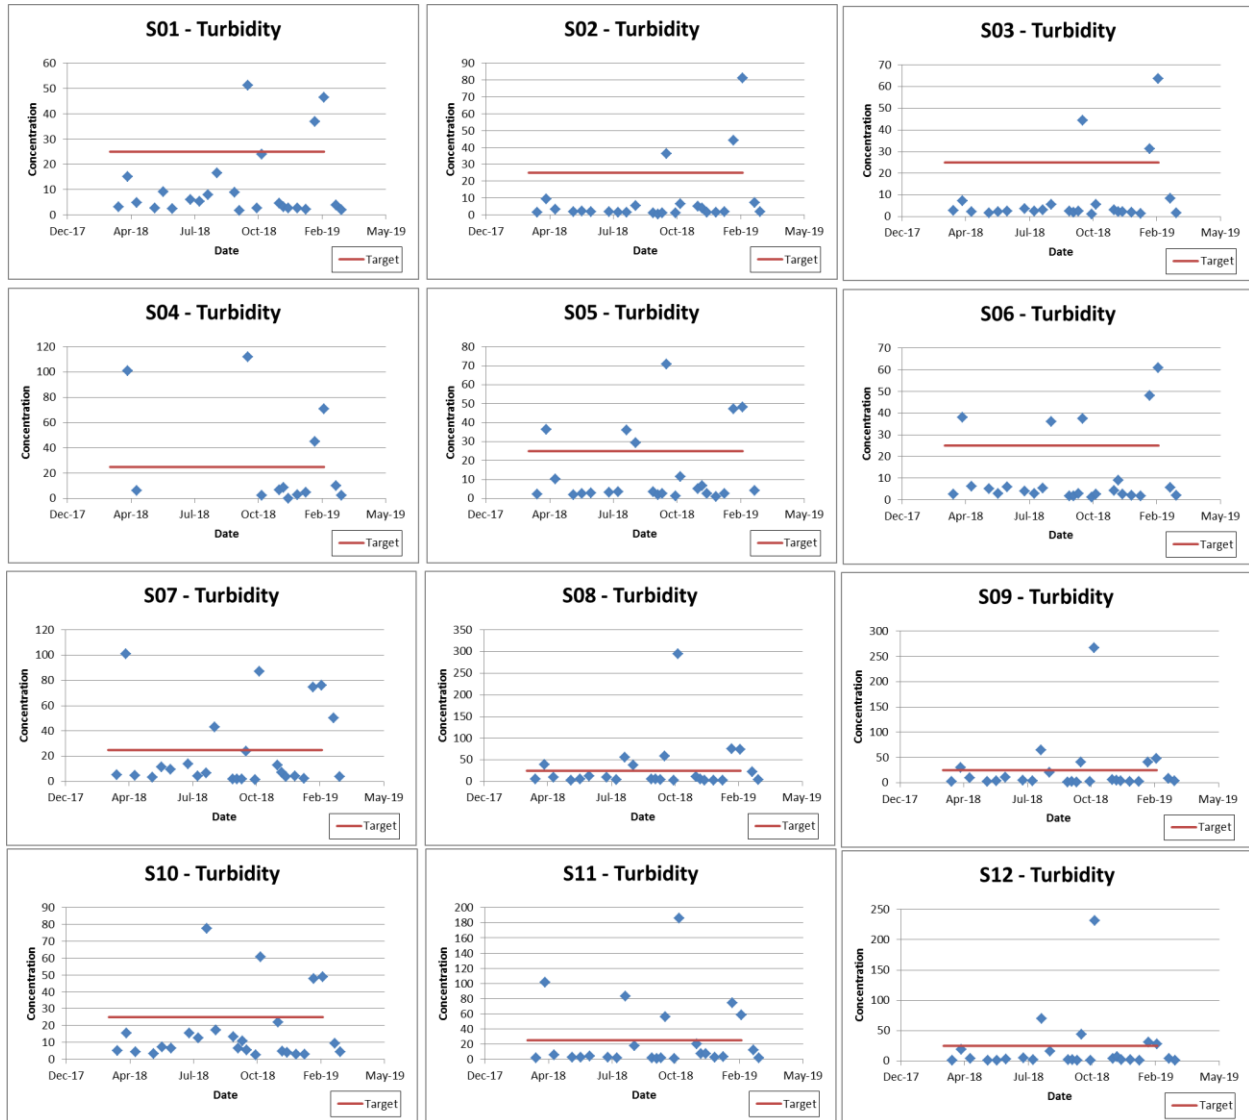 S01 - Turbidity
60
50
40
30
20
10
0
Concentration
Dec-17 Apr-18 Jul-18 Oct-18 Feb-19 May-19
Date
Target
S02 - Turbidity
90
80
70
60
50
40
30
20
10
0
Concentration
Dec-17 Apr-18 Jul-18 Oct-18 Feb-19 May-19
Date
Target
S03 - Turbidity
70
60
50
40
30
20
10
0
Concentration
Dec-17 Apr-18 Jul-18 Oct-18 Feb-19 May-19
Date
Target
S04 - Turbidity
120
100
80
60
40
20
0
Concentration
Dec-17 Apr-18 Jul-18 Oct-18 Feb-19 May-19
Date
Target
S05 - Turbidity
80
70
60
50
40
30
20
10
0
Concentration
Dec-17 Apr-18 Jul-18 Oct-18 Feb-19 May-19
Date
Target
S06 - Turbidity
70
60
50
40
30
20
10
0
Concentration
Dec-17 Apr-18 Jul-18 Oct-18 Feb-19 May-19
Date
Target
S07 - Turbidity
120
100
80
60
40
20
0
Concentration
Dec-17 Apr-18 Jul-18 Oct-18 Feb-19 May-19
Date
Target
S08 - Turbidity
350
300
250
200
150
100
50
0
Concentration
Dec-17 Apr-18 Jul-18 Oct-18 Feb-19 May-19
Date
Target
S09 - Turbidity
300
250
200
150
100
50
0
Concentration
Dec-17 Apr-18 Jul-18 Oct-18 Feb-19 May-19
Date
Target
S10 - Turbidity
90
80
70
60
50
40
30
20
10
0
Concentration
Dec-17 Apr-18 Jul-18 Oct-18 Feb-19 May-19
Date
Target
S11 - Turbidity
200
180
160
140
120
100
80
60
40
20
0
Concentration
Dec-17 Apr-18 Jul-18 Oct-18 Feb-19 May-19
Date
Target
S12 - Turbidity
250
200
150
100
50
0
Concentration
Dec-17 Apr-18 Jul-18 Oct-18 Feb-19 May-19
Date
Target